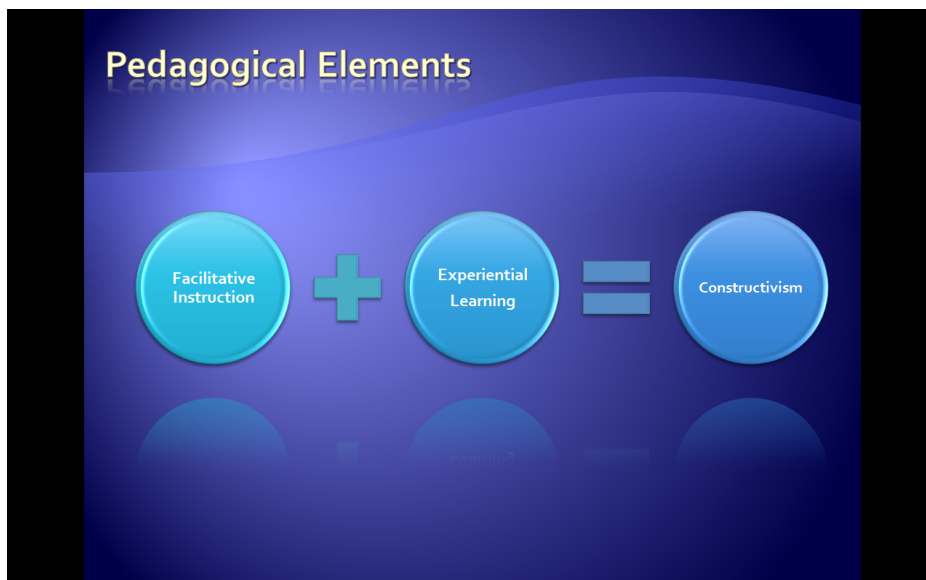 Pedagogical Elements
Facilitative
Instruction
Experiential
Learning
Constructivism